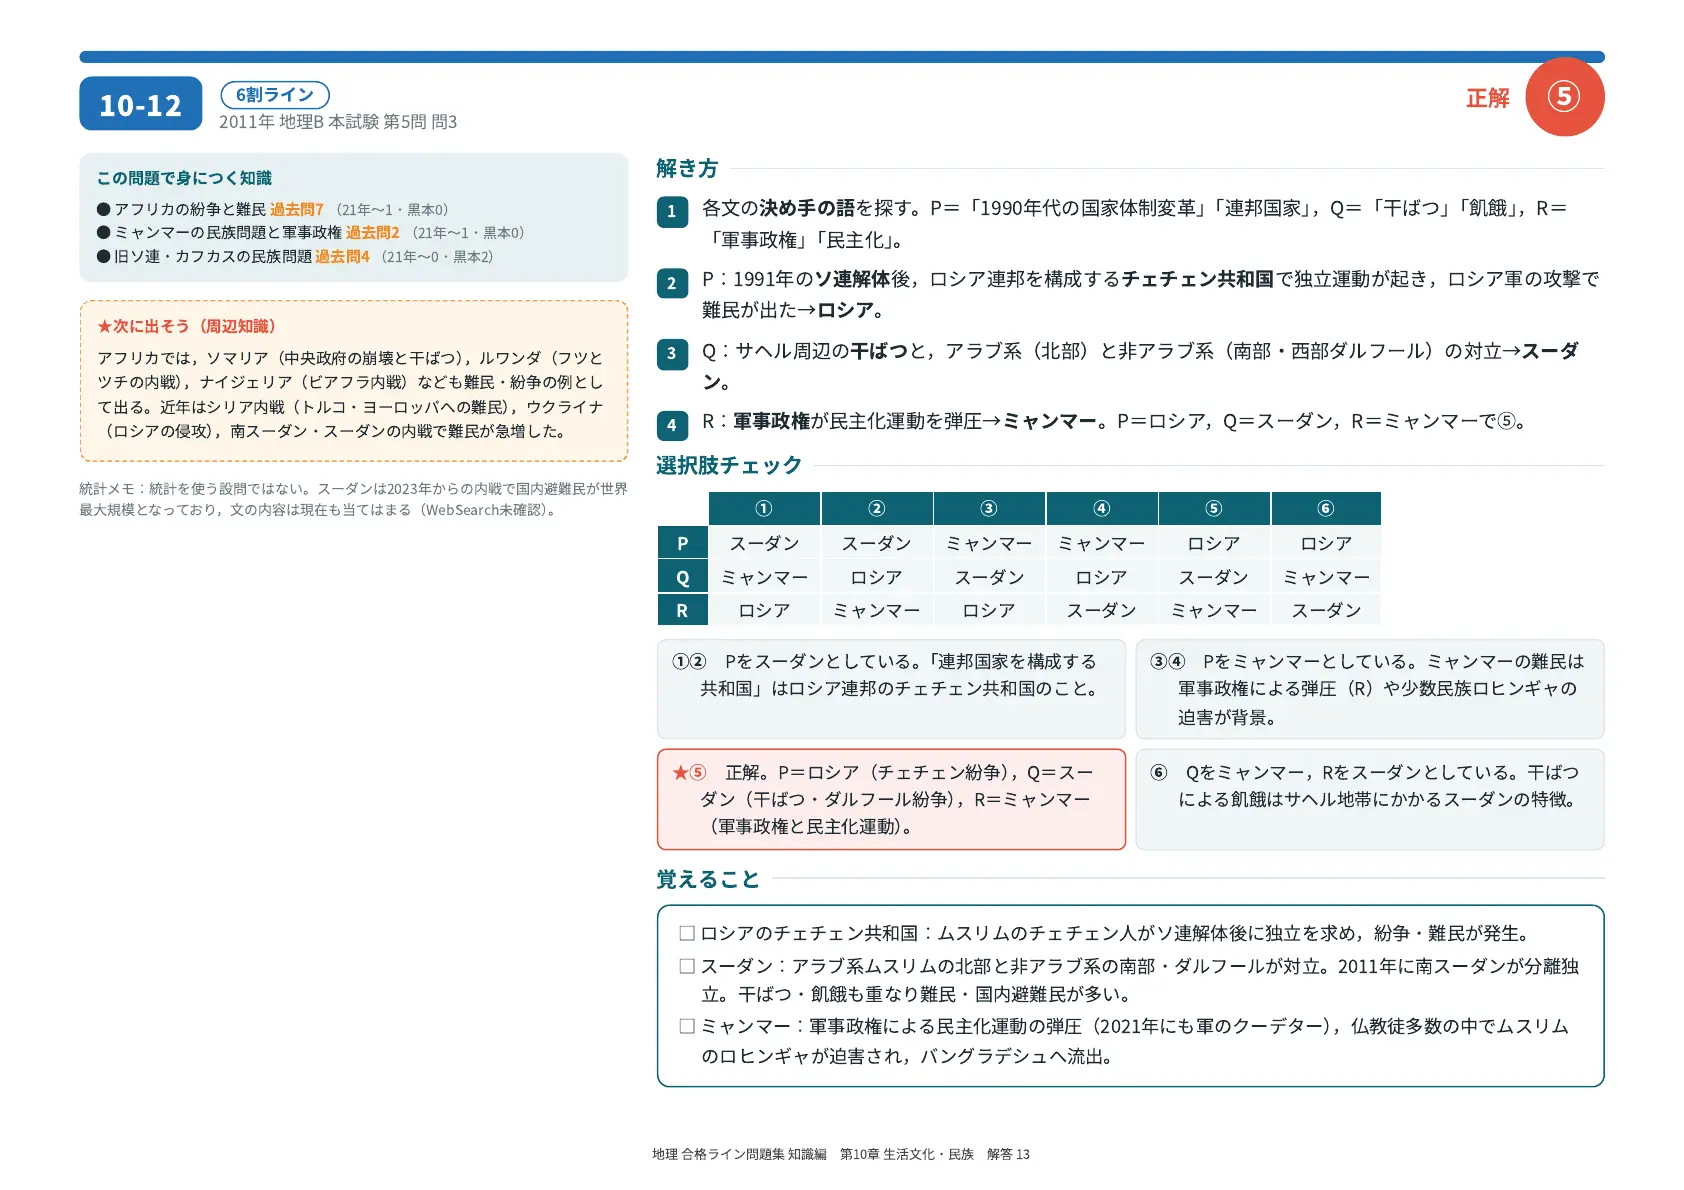 10-12
6割ライン
2011年 地理B 本試験 第5問 問3
正解 ⑤
この問題で身につく知識
● アフリカの紛争と難民 過去問7 （21年〜1・黒本0）
● ミャンマーの民族問題と軍事政権 過去問2 （21年〜1・黒本0）
● 旧ソ連・カフカスの民族問題 過去問4 （21年〜0・黒本2）
★次に出そう（周辺知識）
アフリカでは，ソマリア（中央政府の崩壊と干ばつ），ルワンダ（フツと
ツチの内戦），ナイジェリア（ビアフラ内戦）なども難民・紛争の例とし
て出る。近年はシリア内戦（トルコ・ヨーロッパへの難民），ウクライナ
（ロシアの侵攻），南スーダン・スーダンの内戦で難民が急増した。
統計メモ：統計を使う設問ではない。スーダンは2023年からの内戦で国内避難民が世界
最大規模となっており，文の内容は現在も当てはまる（WebSearch未確認）。
解き方
1 各文の決め手の語を探す。P＝「1990年代の国家体制変革」「連邦国家」，Q＝「干ばつ」「飢餓」，R＝
「軍事政権」「民主化」。
2 P：1991年のソ連解体後，ロシア連邦を構成するチェチェン共和国で独立運動が起き，ロシア軍の攻撃で
難民が出た→ロシア。
3 Q：サヘル周辺の干ばつと，アラブ系（北部）と非アラブ系（南部・西部ダルフール）の対立→スーダ
ン。
4 R：軍事政権が民主化運動を弾圧→ミャンマー。P＝ロシア，Q＝スーダン，R＝ミャンマーで⑤。
選択肢チェック
① ② ③ ④ ⑤ ⑥
P スーダン スーダン ミャンマー ミャンマー ロシア ロシア
Q ミャンマー ロシア スーダン ロシア スーダン ミャンマー
R ロシア ミャンマー ロシア スーダン ミャンマー スーダン
①② Pをスーダンとしている。「連邦国家を構成する
共和国」はロシア連邦のチェチェン共和国のこと。
③④ Pをミャンマーとしている。ミャンマーの難民は
軍事政権による弾圧（R）や少数民族ロヒンギャの
迫害が背景。
★⑤ 正解。P＝ロシア（チェチェン紛争），Q＝スー
ダン（干ばつ・ダルフール紛争），R＝ミャンマー
（軍事政権と民主化運動）。
⑥ Qをミャンマー，Rをスーダンとしている。干ばつ
による飢餓はサヘル地帯にかかるスーダンの特徴。
覚えること
□ ロシアのチェチェン共和国：ムスリムのチェチェン人がソ連解体後に独立を求め，紛争・難民が発生。
□ スーダン：アラブ系ムスリムの北部と非アラブ系の南部・ダルフールが対立。2011年に南スーダンが分離独
立。干ばつ・飢餓も重なり難民・国内避難民が多い。
□ ミャンマー：軍事政権による民主化運動の弾圧（2021年にも軍のクーデター），仏教徒多数の中でムスリム
のロヒンギャが迫害され，バングラデシュへ流出。
地理 合格ライン問題集 知識編 第10章 生活文化・民族 解答 13